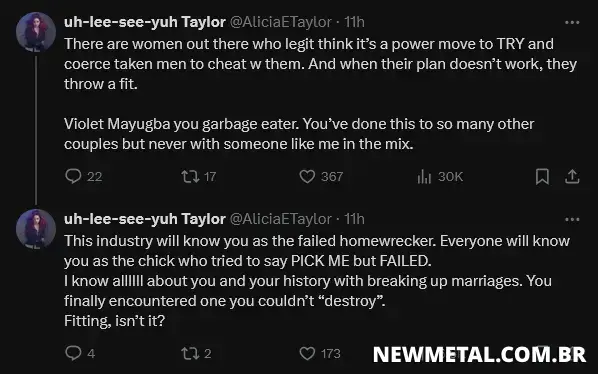 uh-lee-see-yuh Taylor @AliciaETaylor · 11h ···
There are women out there who legit think it's a power move to TRY and
coerce taken men to cheat w them. And when their plan doesn't work, they
throw a fit.
Violet Mayugba you garbage eater. You've done this to so many other
couples but never with someone like me in the mix.
22 17 367 30K
uh-lee-see-yuh Taylor @AliciaETaylor · 11h ···
This industry will know you as the failed homewrecker. Everyone will know
you as the chick who tried to say PICK ME but FAILED.
I know allllll about you and your history with breaking up marriages. You
finally encountered one you couldn't “destroy”.
Fitting, isn't it?
4 2 173
NEWMETAL.COM.BR